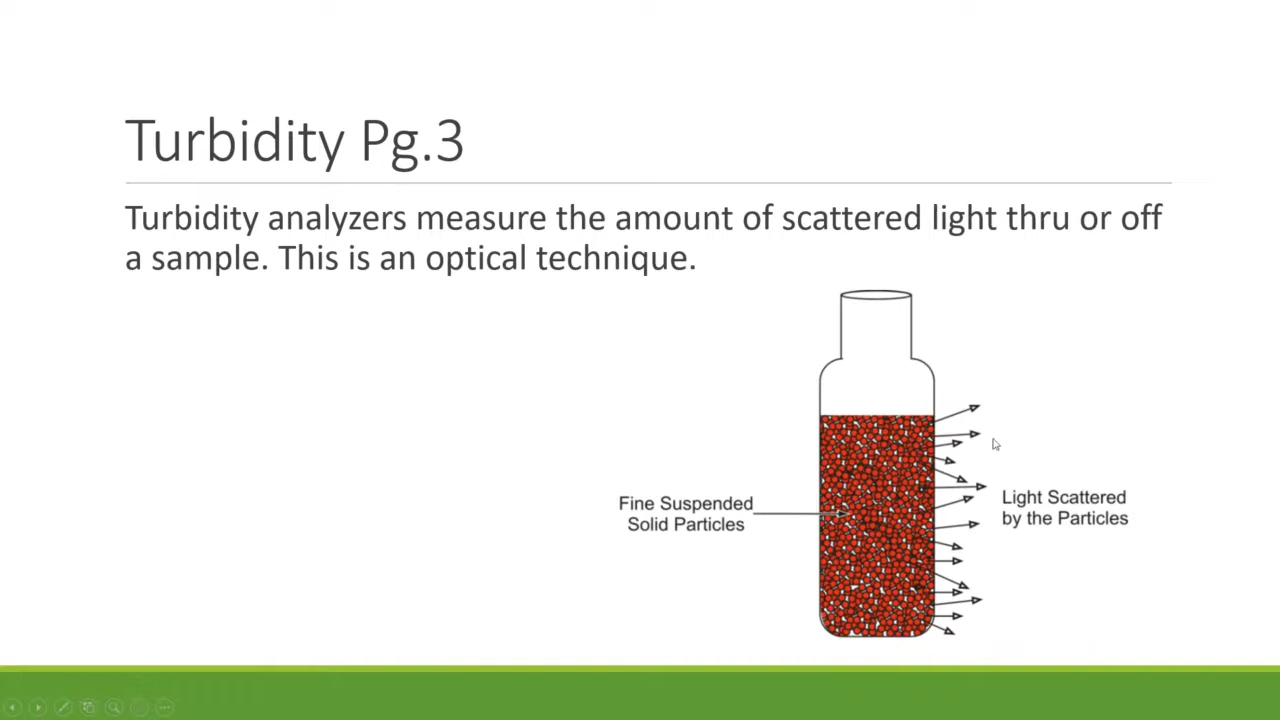 Turbidity Pg.3
Turbidity analyzers measure the amount of scattered light thru or off
a sample. This is an optical technique.
Fine Suspended
Solid Particles
Light Scattered
by the Particles